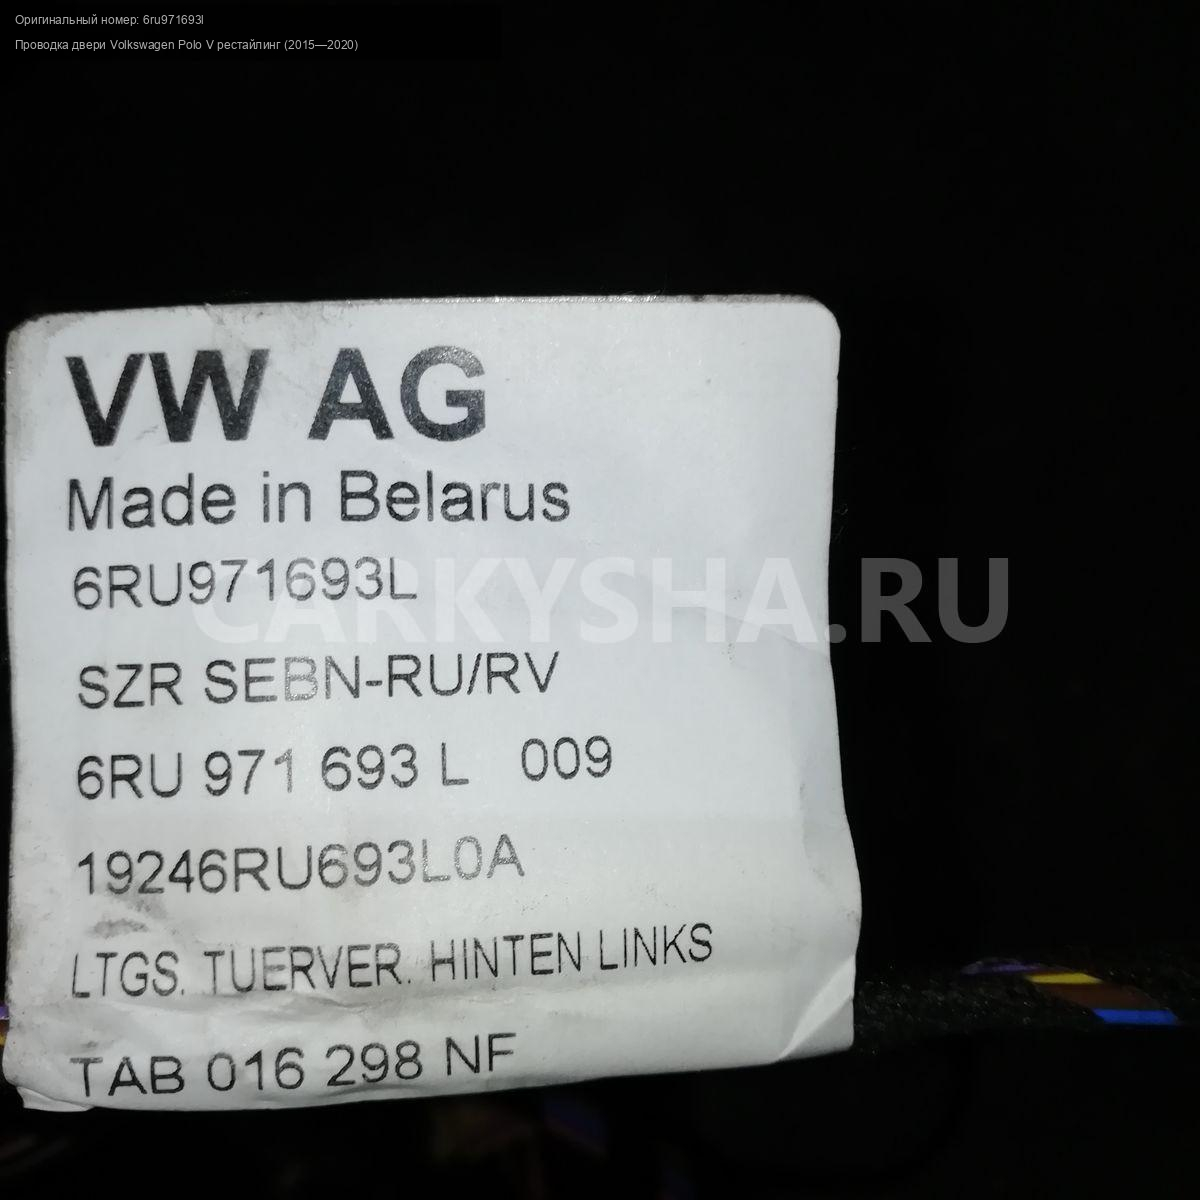 Оригинальный номер: 6ru971693l
Проводка двери Volkswagen Polo V рестайлинг (2015—2020)
VW AG
Made in Belarus
6RU971693L
CARKYSHA.RU
SZR SEBN-RU/RV
6RU 971 693 L 009
19246RU693L0A
LTGS. TUERVER. HINTEN LINKS
TAB 016 298 NF